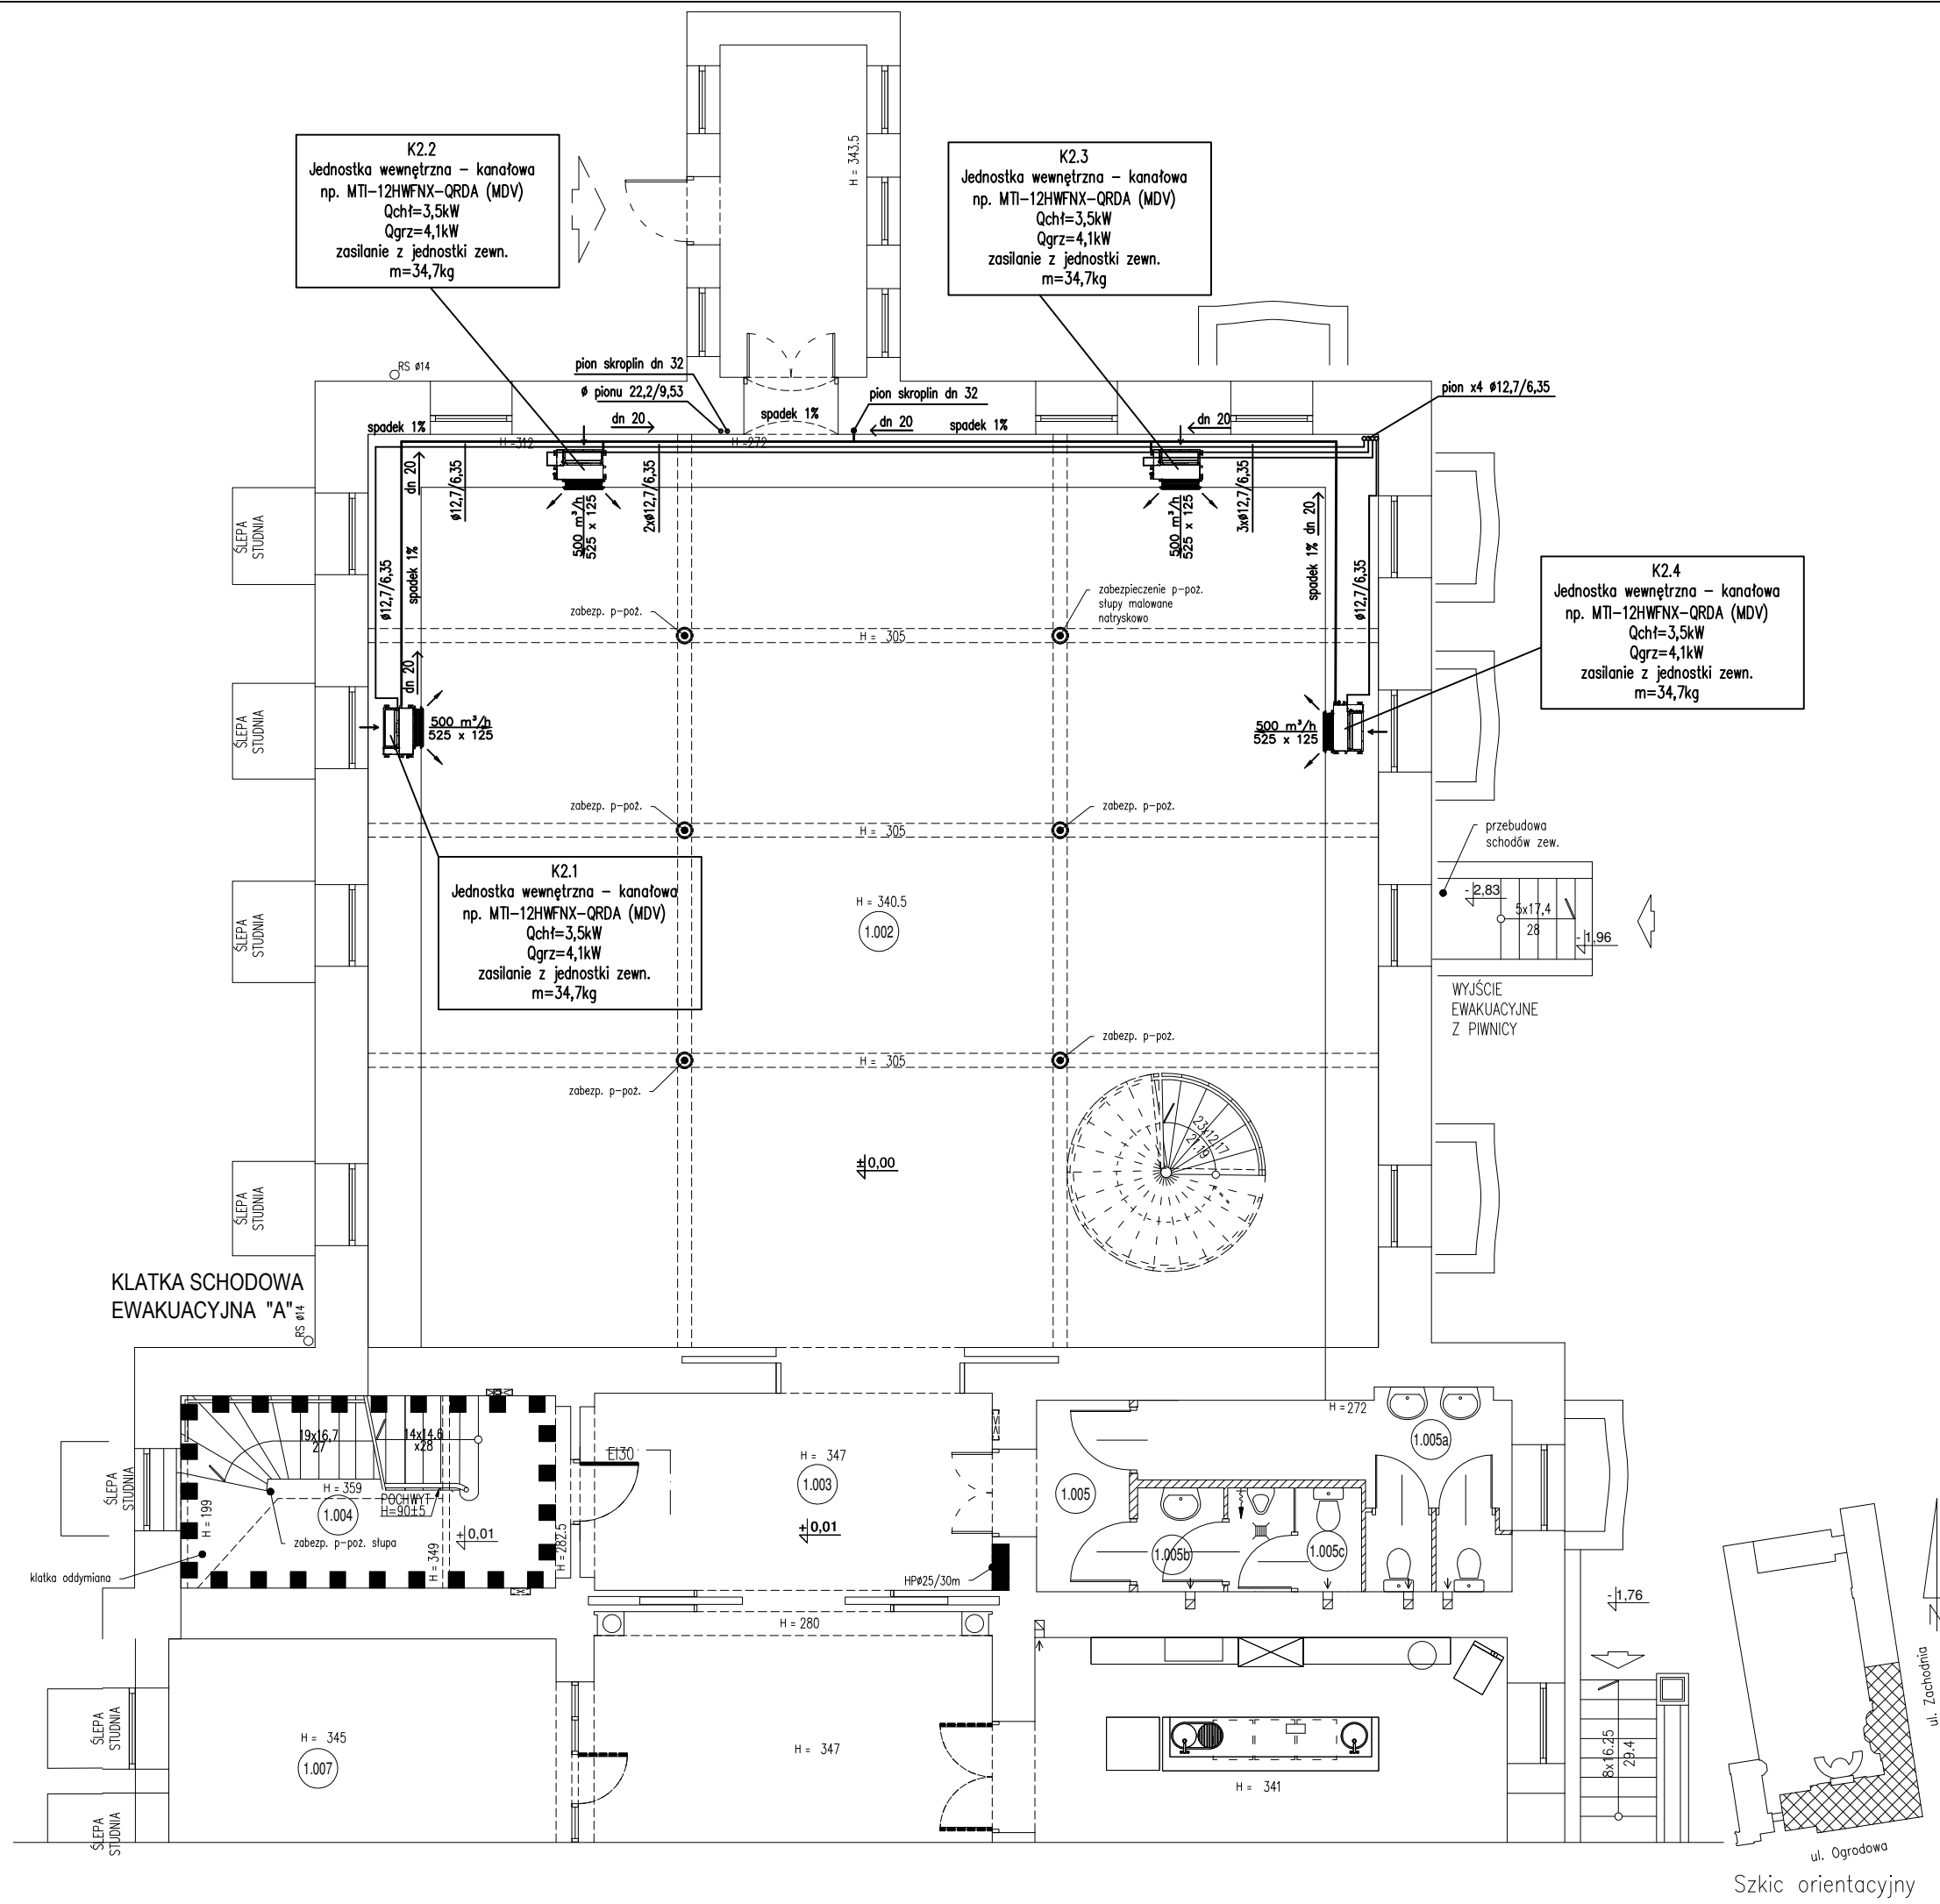 K2.2
Jednostka wewnętrzna – kanałowa
np. MTI–12HWFNX–QRDA (MDV)
Qchł=3,5kW
Qgrz=4,1kW
zasilanie z jednostki zewn.
m=34,7kg
H = 343.5
K2.3
Jednostka wewnętrzna – kanałowa
np. MTI–12HWFNX–QRDA (MDV)
Qchł=3,5kW
Qgrz=4,1kW
zasilanie z jednostki zewn.
m=34,7kg
RS ø14
pion skroplin dn 32
ø pionu 22,2/9,53
pion skroplin dn 32
pion x4 ø12,7/6,35
spadek 1%
dn 20
spadek 1%
dn 20
spadek 1%
dn 20
H =312
H =272
dn 20
ø12,7/6,35
2xø12,7/6,35
3xø12,7/6,35
dn 20
500 m³/h
525 x 125
500 m³/h
525 x 125
ŚLEPA
STUDNIA
ø12,7/6,35
spadek 1%
spadek 1%
ø12,7/6,35
K2.4
Jednostka wewnętrzna – kanałowa
np. MTI–12HWFNX–QRDA (MDV)
Qchł=3,5kW
Qgrz=4,1kW
zasilanie z jednostki zewn.
m=34,7kg
zabezp. p–poż.
zabezpieczenie p–poż.
słupy malowane
natryskowo
H = 305
dn 20
ŚLEPA
STUDNIA
500 m³/h
525 x 125
500 m³/h
525 x 125
zabezp. p–poż.
zabezp. p–poż.
H = 305
przebudowa
schodów zew.
K2.1
Jednostka wewnętrzna – kanałowa
np. MTI–12HWFNX–QRDA (MDV)
Qchł=3,5kW
Qgrz=4,1kW
zasilanie z jednostki zewn.
m=34,7kg
H = 340.5
1.002
ŚLEPA
STUDNIA
- 2,83
5x17,4
28
- 1,96
WYJŚCIE
EWAKUACYJNE
Z PIWNICY
zabezp. p–poż.
H = 305
zabezp. p–poż.
23x12,17
21.19
± 0,00
ŚLEPA
STUDNIA
KLATKA SCHODOWA
EWAKUACYJNA "A"
RS ø14
19x16,7
27
14x14.6
x28
EI30
H = 347
1.003
+ 0,01
H =272
1.005a
1.005
1.005b
1.005c
ŚLEPA
STUDNIA
H = 359
1.004
POCHWYT
H=90±5
H = 199
+ 0,01
zabezp. p–poż. słupa
H = 349
H = 282.5
klatka oddymiana
HPø25/30m
- 1,76
H = 280
ŚLEPA
STUDNIA
H = 345
1.007
H = 347
H = 341
8x16.25
29.4
ŚLEPA
STUDNIA
N
ul. Zachodnia
ul. Ogrodowa
Szkic orientacyjny